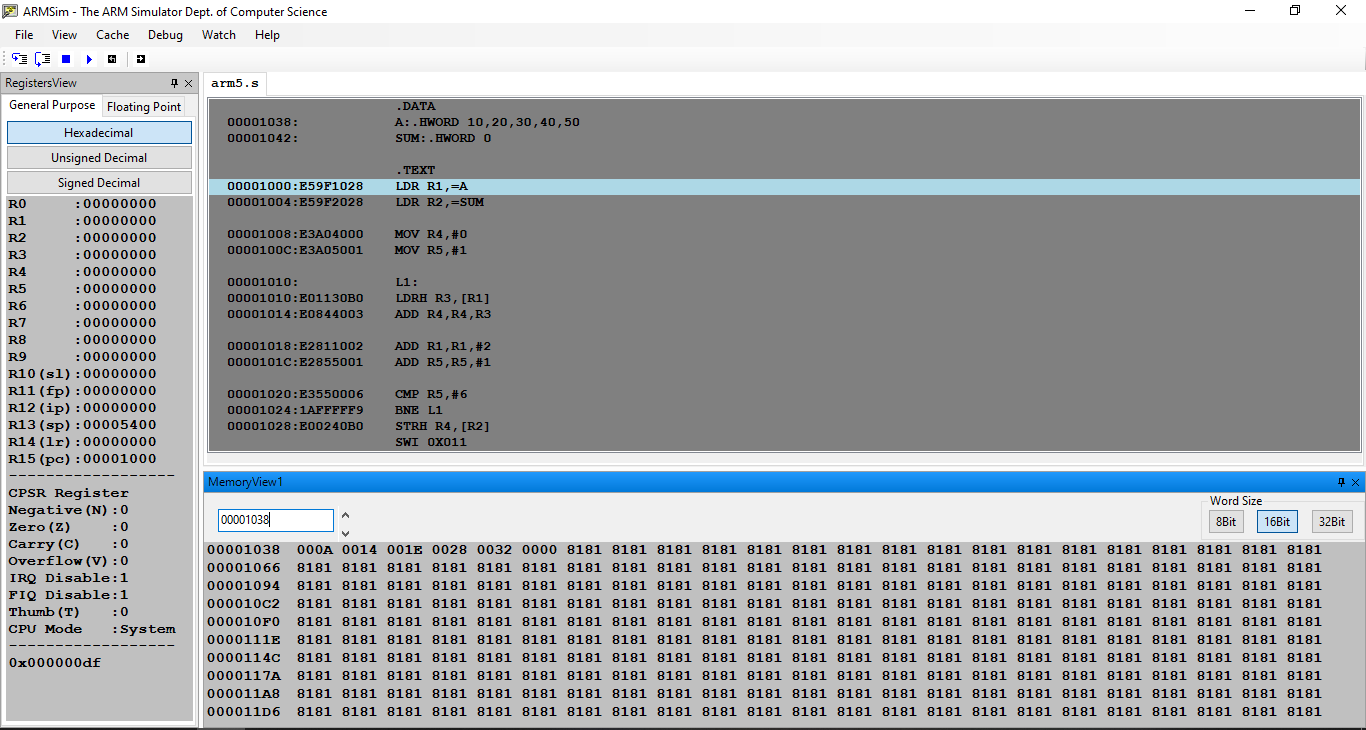 ARMSim - The ARM Simulator Dept. of Computer Science
File View Cache Debug Watch Help
RegistersView
General Purpose Floating Point
Hexadecimal
Unsigned Decimal
Signed Decimal
R0 :00000000
R1 :00000000
R2 :00000000
R3 :00000000
R4 :00000000
R5 :00000000
R6 :00000000
R7 :00000000
R8 :00000000
R9 :00000000
R10(sl):00000000
R11(fp):00000000
R12(ip):00000000
R13(sp):00005400
R14(lr):00000000
R15(pc):00001000
------------------
CPSR Register
Negative(N):0
Zero(Z) :0
Carry(C) :0
Overflow(V):0
IRQ Disable:1
FIQ Disable:1
Thumb(T) :0
CPU Mode :System
------------------
0x000000df
arm5.s
.DATA
00001038: A:.HWORD 10,20,30,40,50
00001042: SUM:.HWORD 0
.TEXT
00001000:E59F1028 LDR R1,=A
00001004:E59F2028 LDR R2,=SUM
00001008:E3A04000 MOV R4,#0
0000100C:E3A05001 MOV R5,#1
00001010: L1:
00001010:E01130B0 LDRH R3,[R1]
00001014:E0844003 ADD R4,R4,R3
00001018:E2811002 ADD R1,R1,#2
0000101C:E2855001 ADD R5,R5,#1
00001020:E3550006 CMP R5,#6
00001024:1AFFFFF9 BNE L1
00001028:E00240B0 STRH R4,[R2]
SWI 0X011
MemoryView1
00001038
Word Size
8Bit 16Bit 32Bit
00001038 000A 0014 001E 0028 0032 0000 8181 8181 8181 8181 8181 8181 8181 8181 8181 8181 8181 8181 8181 8181 8181 8181 8181
00001066 8181 8181 8181 8181 8181 8181 8181 8181 8181 8181 8181 8181 8181 8181 8181 8181 8181 8181 8181 8181 8181 8181 8181
00001094 8181 8181 8181 8181 8181 8181 8181 8181 8181 8181 8181 8181 8181 8181 8181 8181 8181 8181 8181 8181 8181 8181 8181
000010C2 8181 8181 8181 8181 8181 8181 8181 8181 8181 8181 8181 8181 8181 8181 8181 8181 8181 8181 8181 8181 8181 8181 8181
000010F0 8181 8181 8181 8181 8181 8181 8181 8181 8181 8181 8181 8181 8181 8181 8181 8181 8181 8181 8181 8181 8181 8181 8181
0000111E 8181 8181 8181 8181 8181 8181 8181 8181 8181 8181 8181 8181 8181 8181 8181 8181 8181 8181 8181 8181 8181 8181 8181
0000114C 8181 8181 8181 8181 8181 8181 8181 8181 8181 8181 8181 8181 8181 8181 8181 8181 8181 8181 8181 8181 8181 8181 8181
0000117A 8181 8181 8181 8181 8181 8181 8181 8181 8181 8181 8181 8181 8181 8181 8181 8181 8181 8181 8181 8181 8181 8181 8181
000011A8 8181 8181 8181 8181 8181 8181 8181 8181 8181 8181 8181 8181 8181 8181 8181 8181 8181 8181 8181 8181 8181 8181 8181
000011D6 8181 8181 8181 8181 8181 8181 8181 8181 8181 8181 8181 8181 8181 8181 8181 8181 8181 8181 8181 8181 8181 8181 8181